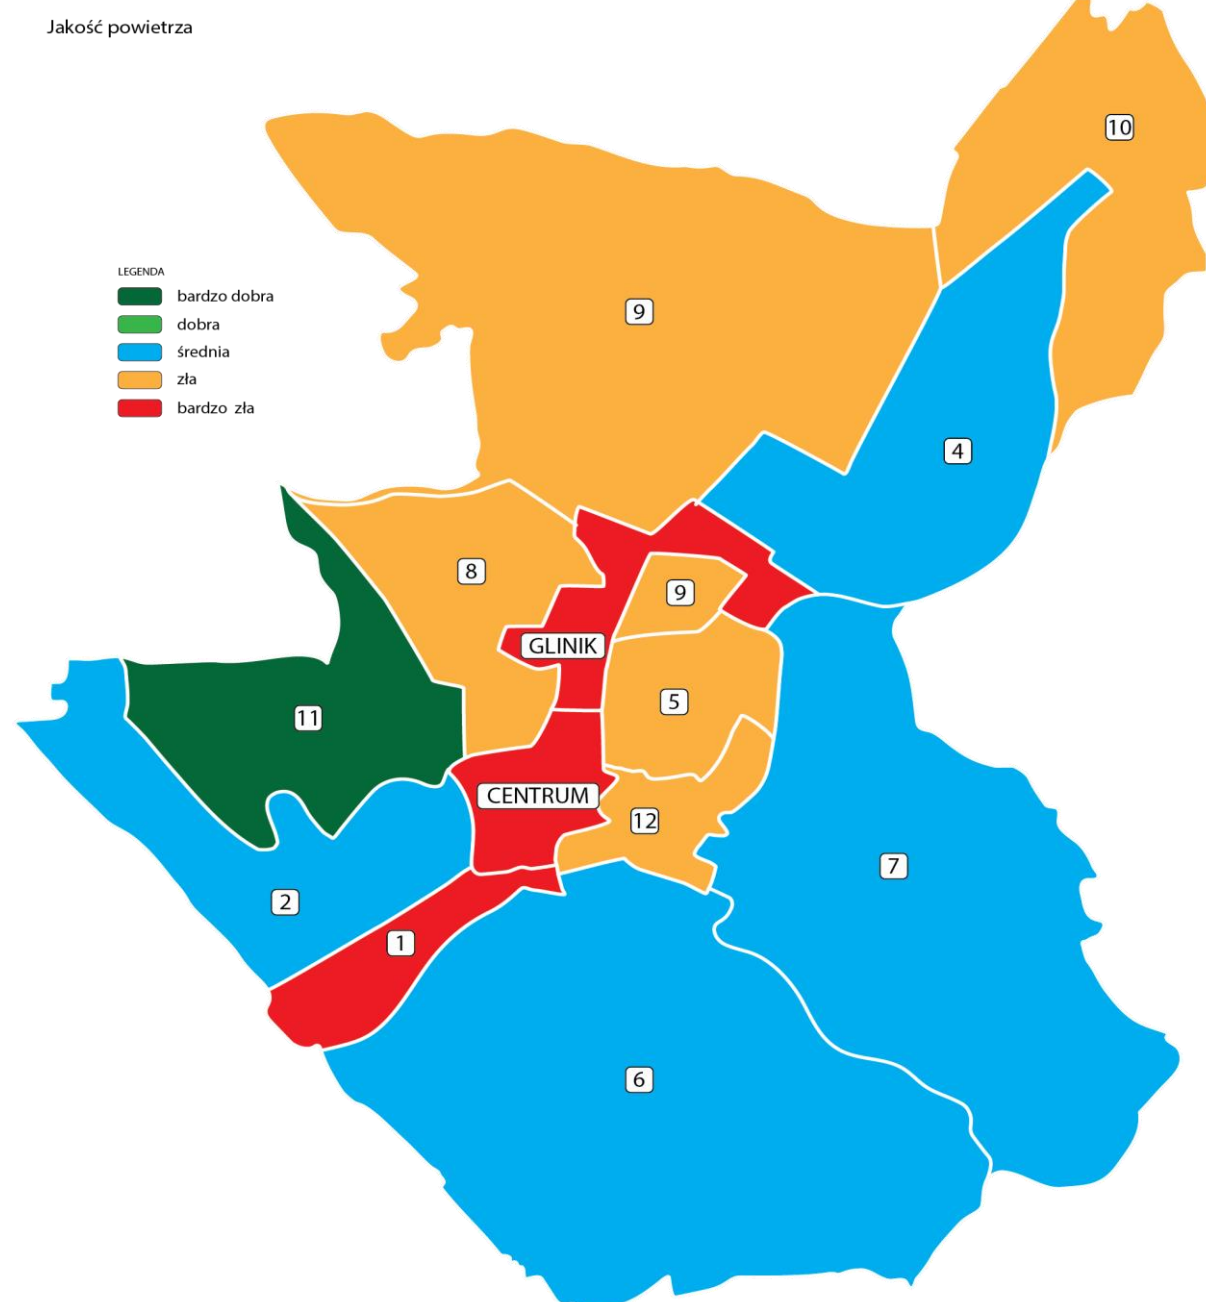 Jakość powietrza
10
LEGENDA
bardzo dobra
dobra
średnia
zła
bardzo zła
9
4
8
9
GLINIK
5
11
CENTRUM
12
7
2
1
6